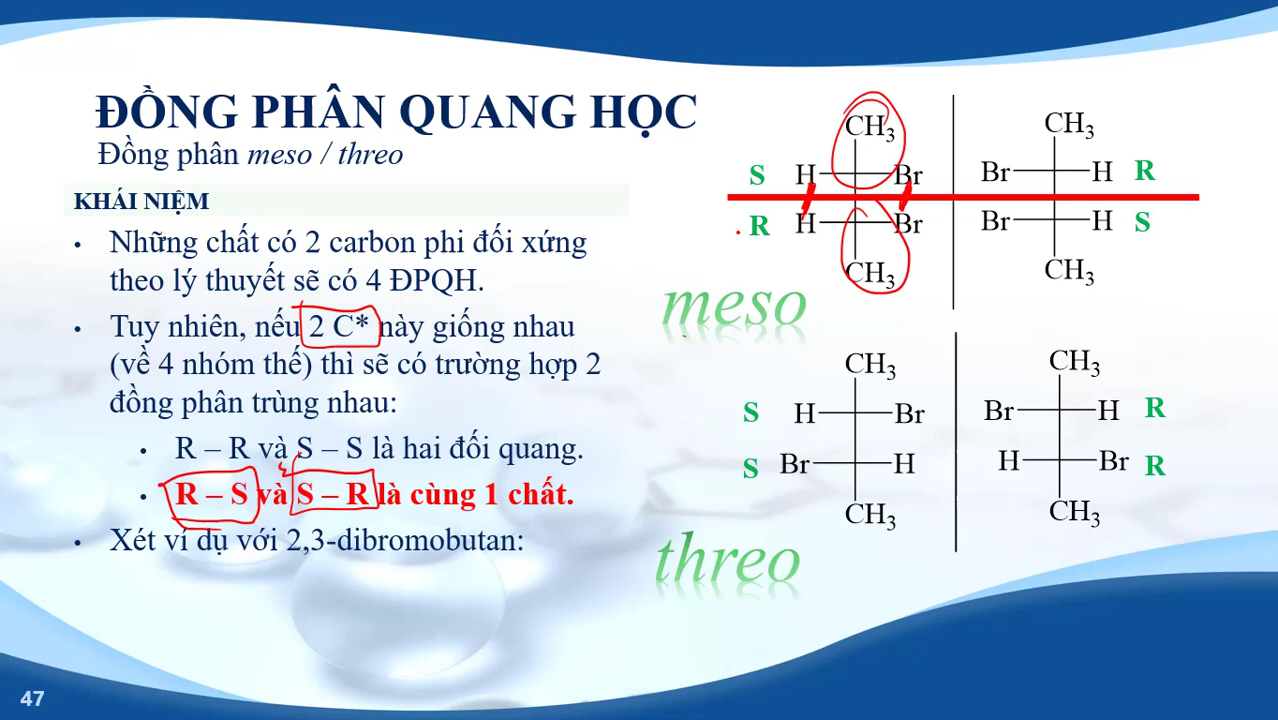 ĐỒNG PHÂN QUANG HỌC
Đồng phân meso / threo
KHÁI NIỆM
• Những chất có 2 carbon phi đối xứng
theo lý thuyết sẽ có 4 ĐPQH.
• Tuy nhiên, nếu 2 C* này giống nhau
(về 4 nhóm thế) thì sẽ có trường hợp 2
đồng phân trùng nhau:
• R – R và S – S là hai đối quang.
• R – S và S – R là cùng 1 chất.
• Xét ví dụ với 2,3-dibromobutan:
CH3
S H Br
R H Br
CH3
CH3
Br H R
Br H S
CH3
meso
CH3
S H Br
S Br H
CH3
CH3
Br H R
H Br R
CH3
threo
47